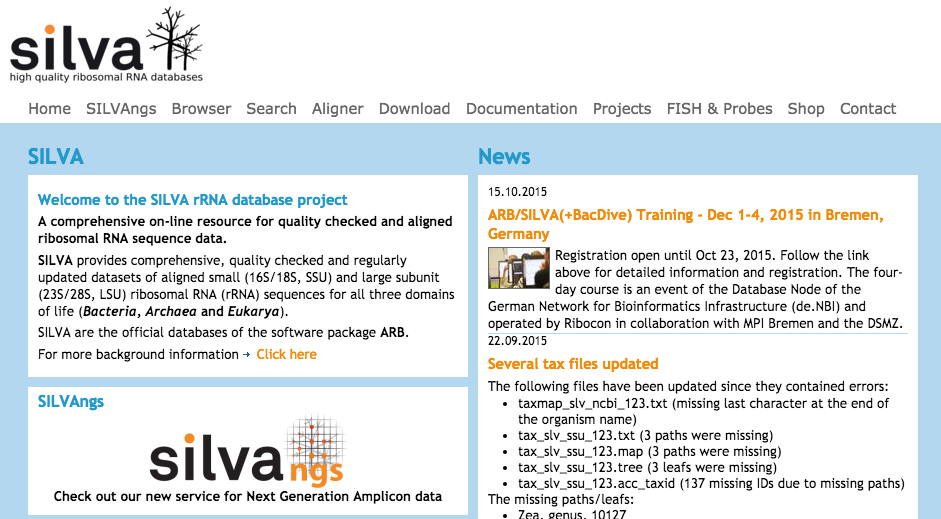 silva
high quality ribosomal RNA databases
Home SILVAngs Browser Search Aligner Download Documentation Projects FISH & Probes Shop Contact
SILVA
Welcome to the SILVA rRNA database project
A comprehensive on-line resource for quality checked and aligned
ribosomal RNA sequence data.
SILVA provides comprehensive, quality checked and regularly
updated datasets of aligned small (16S/18S, SSU) and large subunit
(23S/28S, LSU) ribosomal RNA (rRNA) sequences for all three domains
of life (Bacteria, Archaea and Eukarya).
SILVA are the official databases of the software package ARB.
For more background information → Click here
SILVAngs
silva
ngs
Check out our new service for Next Generation Amplicon data
News
15.10.2015
ARB/SILVA(+BacDive) Training - Dec 1-4, 2015 in Bremen,
Germany
Registration open until Oct 23, 2015. Follow the link
above for detailed information and registration. The four-
day course is an event of the Database Node of the
German Network for Bioinformatics Infrastructure (de.NBI) and
operated by Ribocon in collaboration with MPI Bremen and the DSMZ.
22.09.2015
Several tax files updated
The following files have been updated since they contained errors:
• taxmap_slv_ncbi_123.txt (missing last character at the end of
the organism name)
• tax_slv_ssu_123.txt (3 paths were missing)
• tax_slv_ssu_123.map (3 paths were missing)
• tax_slv_ssu_123.tree (3 leafs were missing)
• tax_slv_ssu_123.acc_taxid (137 missing IDs due to missing paths)
The missing paths/leafs:
• Zea, genus, 10127